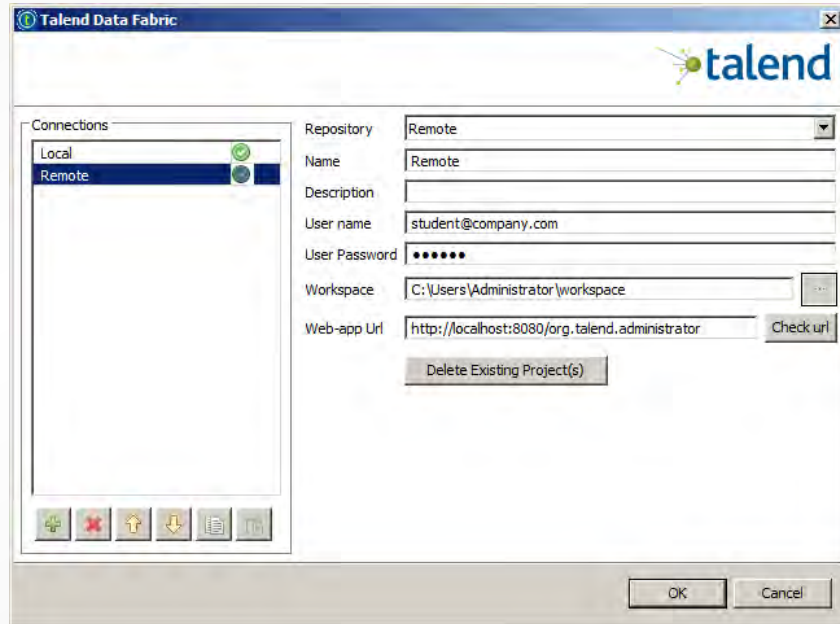 Talend Data Fabric
talend
Connections
Local
Remote
Repository Remote
Name Remote
Description
User name student@company.com
User Password ●●●●●●
Workspace C:\Users\Administrator\workspace ...
Web-app Url http://localhost:8080/org.talend.administrator Check url
Delete Existing Project(s)
OK Cancel